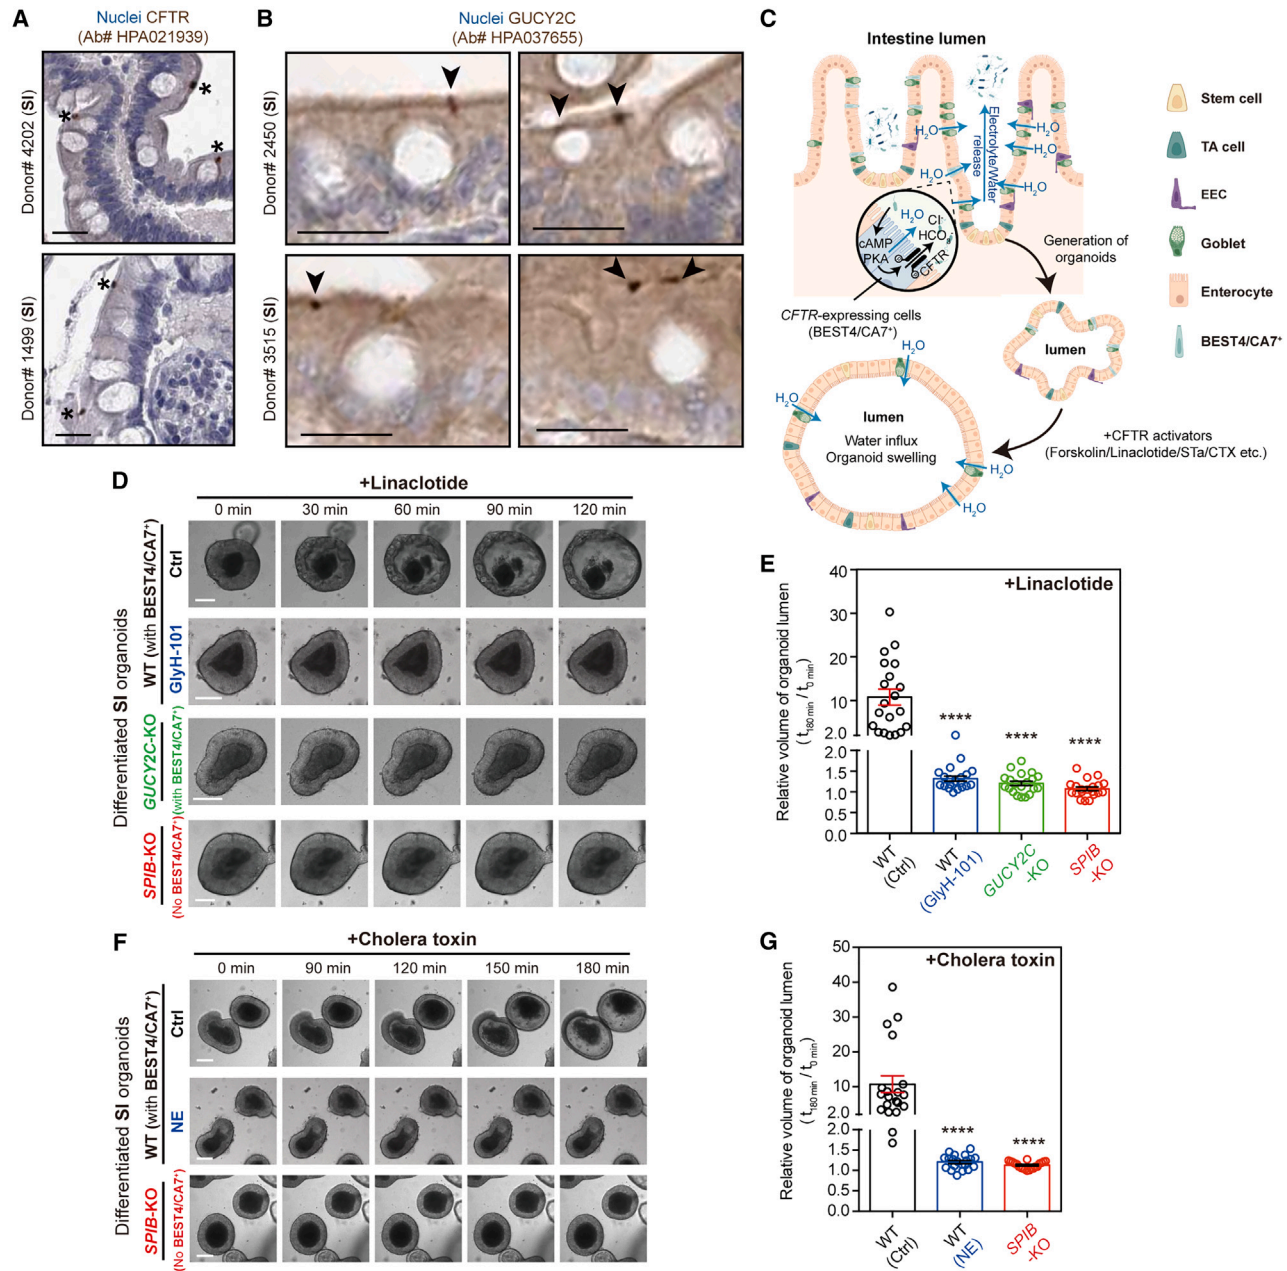 A
Nuclei CFTR
(Ab# HPA021939)
Donor# 4202 (SI)
*
*
*
Donor# 1499 (SI)
*
*
B
Nuclei GUCY2C
(Ab# HPA037655)
Donor# 2450 (SI)
Donor# 3515 (SI)
C
Intestine lumen
H2O
H2O
Electrolyte/Water
release
H2O
H2O
H2O
H2O
Cl-
HCO3-
cAMP
PKA
CFTR
CFTR-expressing cells
(BEST4/CA7+)
Generation of
organoids
lumen
+CFTR activators
(Forskolin/Linaclotide/STa/CTX etc.)
H2O
H2O
lumen
Water influx
Organoid swelling
H2O
H2O
Stem cell
TA cell
EEC
Goblet
Enterocyte
BEST4/CA7+
D
+Linaclotide
0 min 30 min 60 min 90 min 120 min
Differentiated SI organoids
WT (with BEST4/CA7+)
Ctrl
GlyH-101
GUCY2C-KO
(with BEST4/CA7+)
SPIB-KO
(No BEST4/CA7+)
E
+Linaclotide
Relative volume of organoid lumen
(t180 min / t0 min)
40
30
20
10
2.0
2.0
1.5
1.0
0.5
0.0
****
****
****
WT
(Ctrl)
WT
(GlyH-101)
GUCY2C
-KO
SPIB
-KO
F
+Cholera toxin
0 min 90 min 120 min 150 min 180 min
Differentiated SI organoids
WT (with BEST4/CA7+)
Ctrl
NE
SPIB-KO
(No BEST4/CA7+)
G
+Cholera toxin
Relative volume of organoid lumen
(t180 min / t0 min)
50
40
30
20
10
2.0
2.0
1.5
1.0
0.5
0.0
****
****
WT
(Ctrl)
WT
(NE)
SPIB
-KO